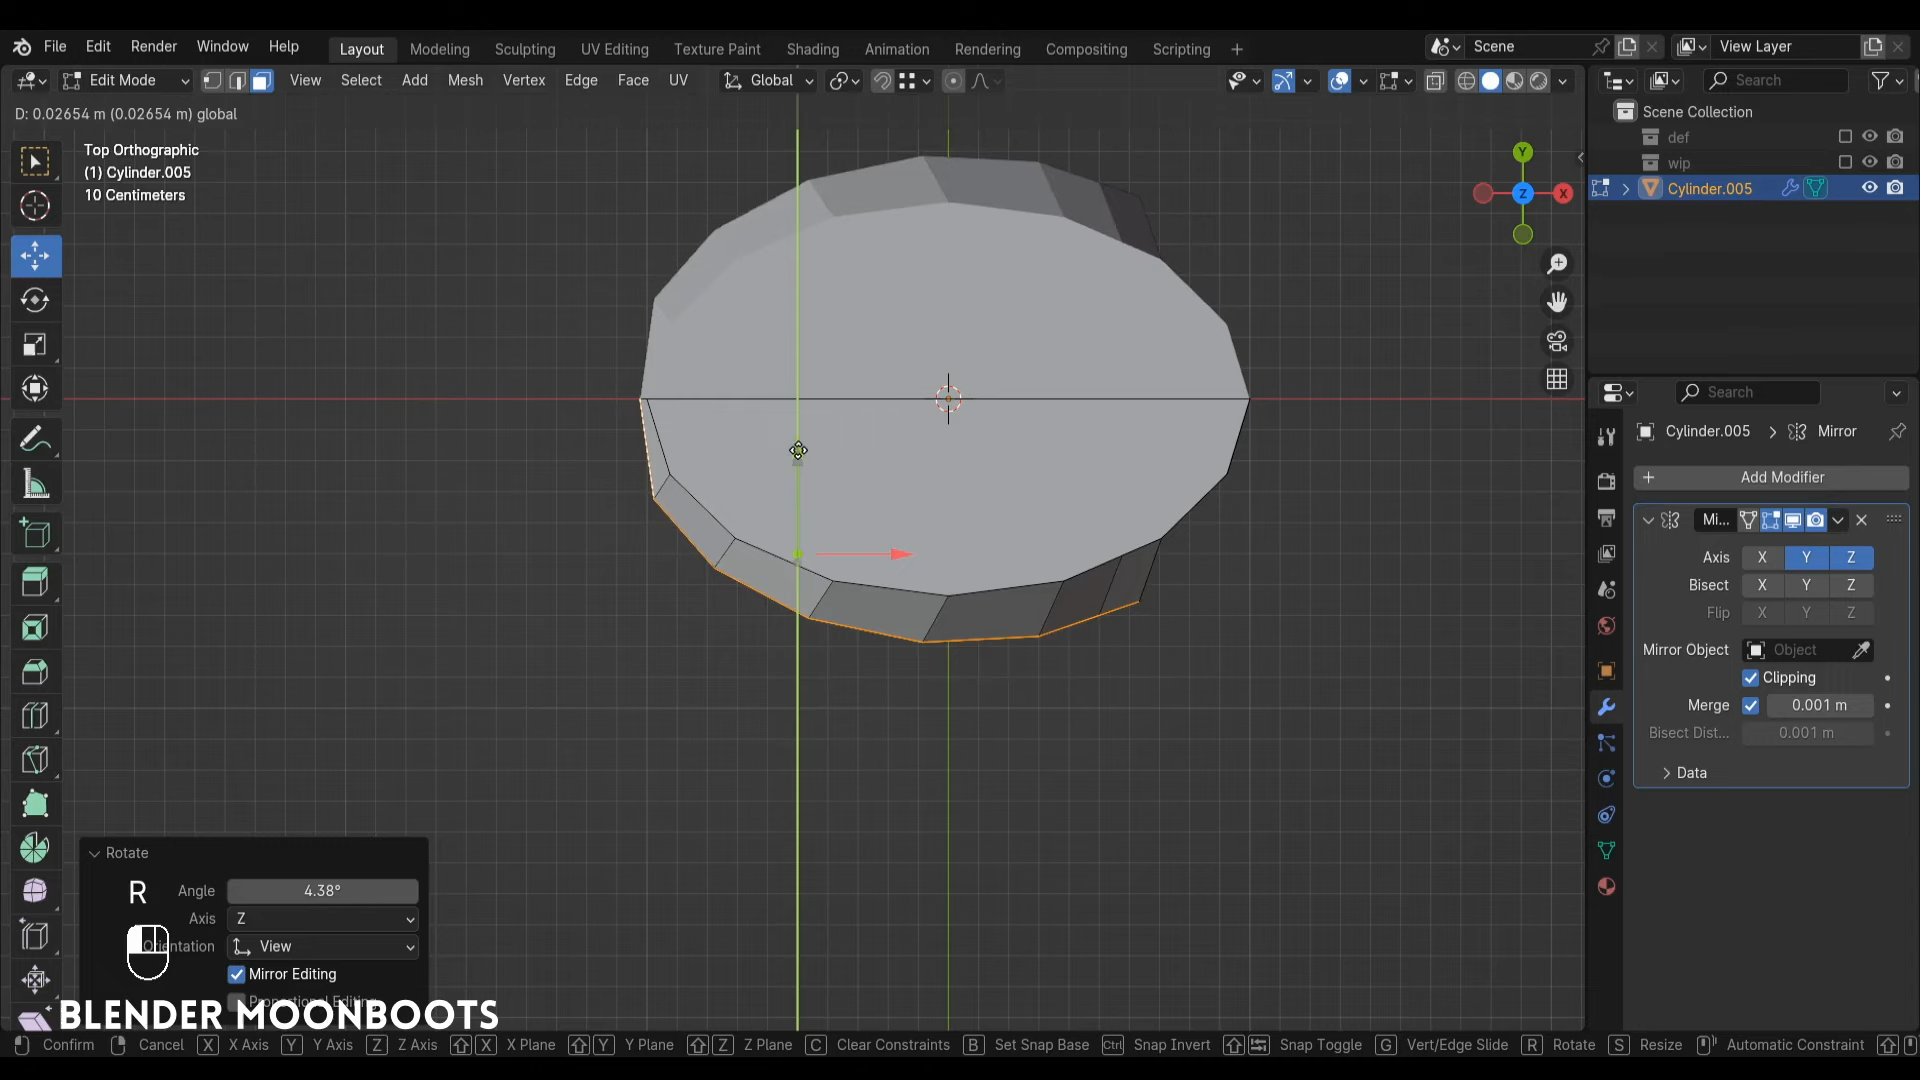 File Edit Render Window Help Layout Modeling Sculpting UV Editing Texture Paint Shading Animation Rendering Compositing Scripting + Scene View Layer
Edit Mode View Select Add Mesh Vertex Edge Face UV Global Search
D: 0.02654 m (0.02654 m) global
Top Orthographic
(1) Cylinder.005
10 Centimeters
Y
Z
X
Scene Collection
def
wip
Cylinder.005
Search
Cylinder.005 > Mirror
+ Add Modifier
Mi...
Axis X Y Z
Bisect X Y Z
Flip X Y Z
Mirror Object Object
Clipping
Merge 0.001 m
Bisect Dist... 0.001 m
Data
Rotate
R
Angle 4.38°
Axis Z
Orientation View
Mirror Editing
Proportional Editing
BLENDER MOONBOOTS
Confirm Cancel X X Axis Y Y Axis Z Z Axis X X Plane Y Y Plane Z Z Plane C Clear Constraints B Set Snap Base Ctrl Snap Invert Snap Toggle G Vert/Edge Slide R Rotate S Resize Automatic Constraint